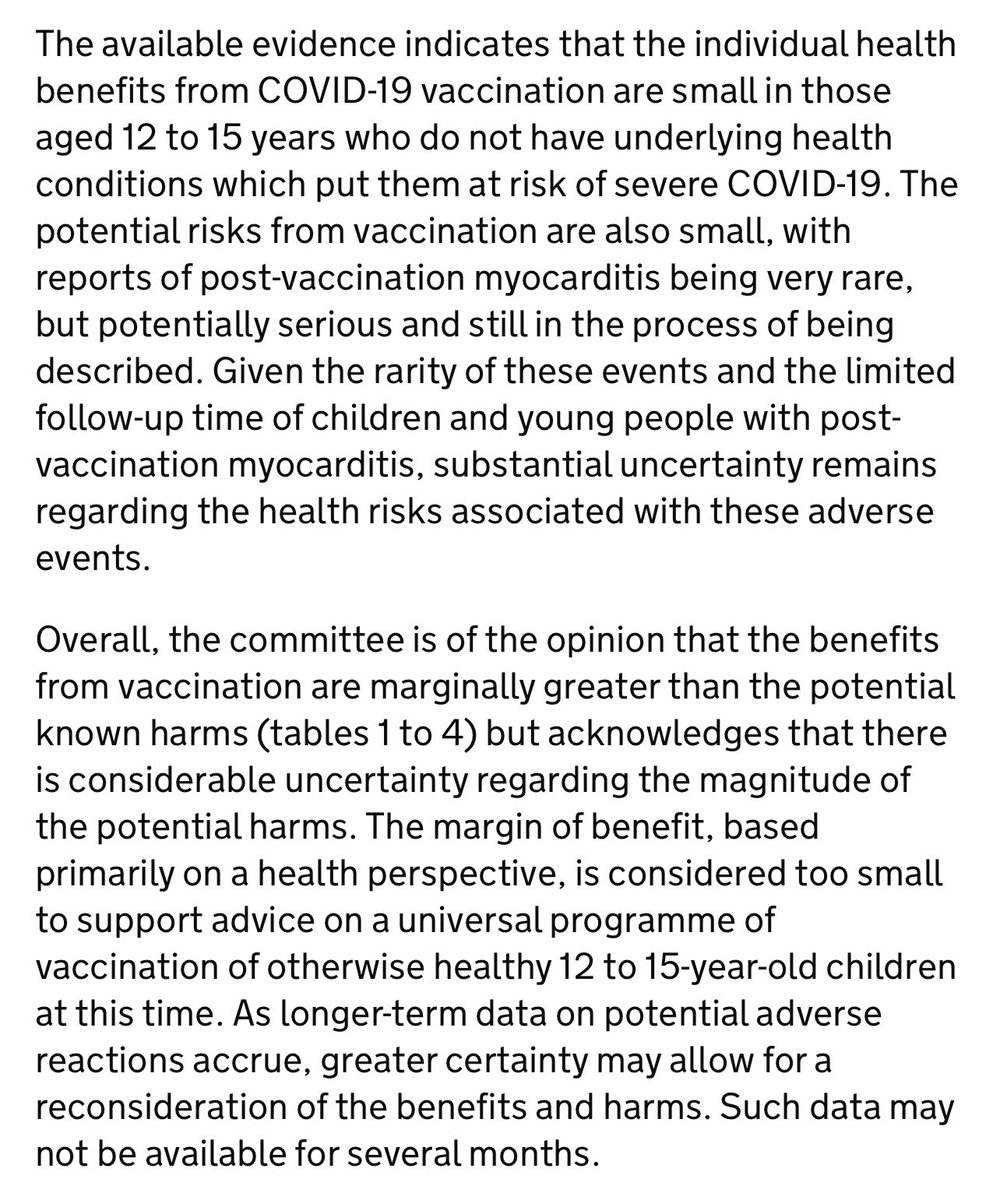 The available evidence indicates that the individual health
benefits from COVID-19 vaccination are small in those
aged 12 to 15 years who do not have underlying health
conditions which put them at risk of severe COVID-19. The
potential risks from vaccination are also small, with
reports of post-vaccination myocarditis being very rare,
but potentially serious and still in the process of being
described. Given the rarity of these events and the limited
follow-up time of children and young people with post-
vaccination myocarditis, substantial uncertainty remains
regarding the health risks associated with these adverse
events.
Overall, the committee is of the opinion that the benefits
from vaccination are marginally greater than the potential
known harms (tables 1 to 4) but acknowledges that there
is considerable uncertainty regarding the magnitude of
the potential harms. The margin of benefit, based
primarily on a health perspective, is considered too small
to support advice on a universal programme of
vaccination of otherwise healthy 12 to 15-year-old children
at this time. As longer-term data on potential adverse
reactions accrue, greater certainty may allow for a
reconsideration of the benefits and harms. Such data may
not be available for several months.